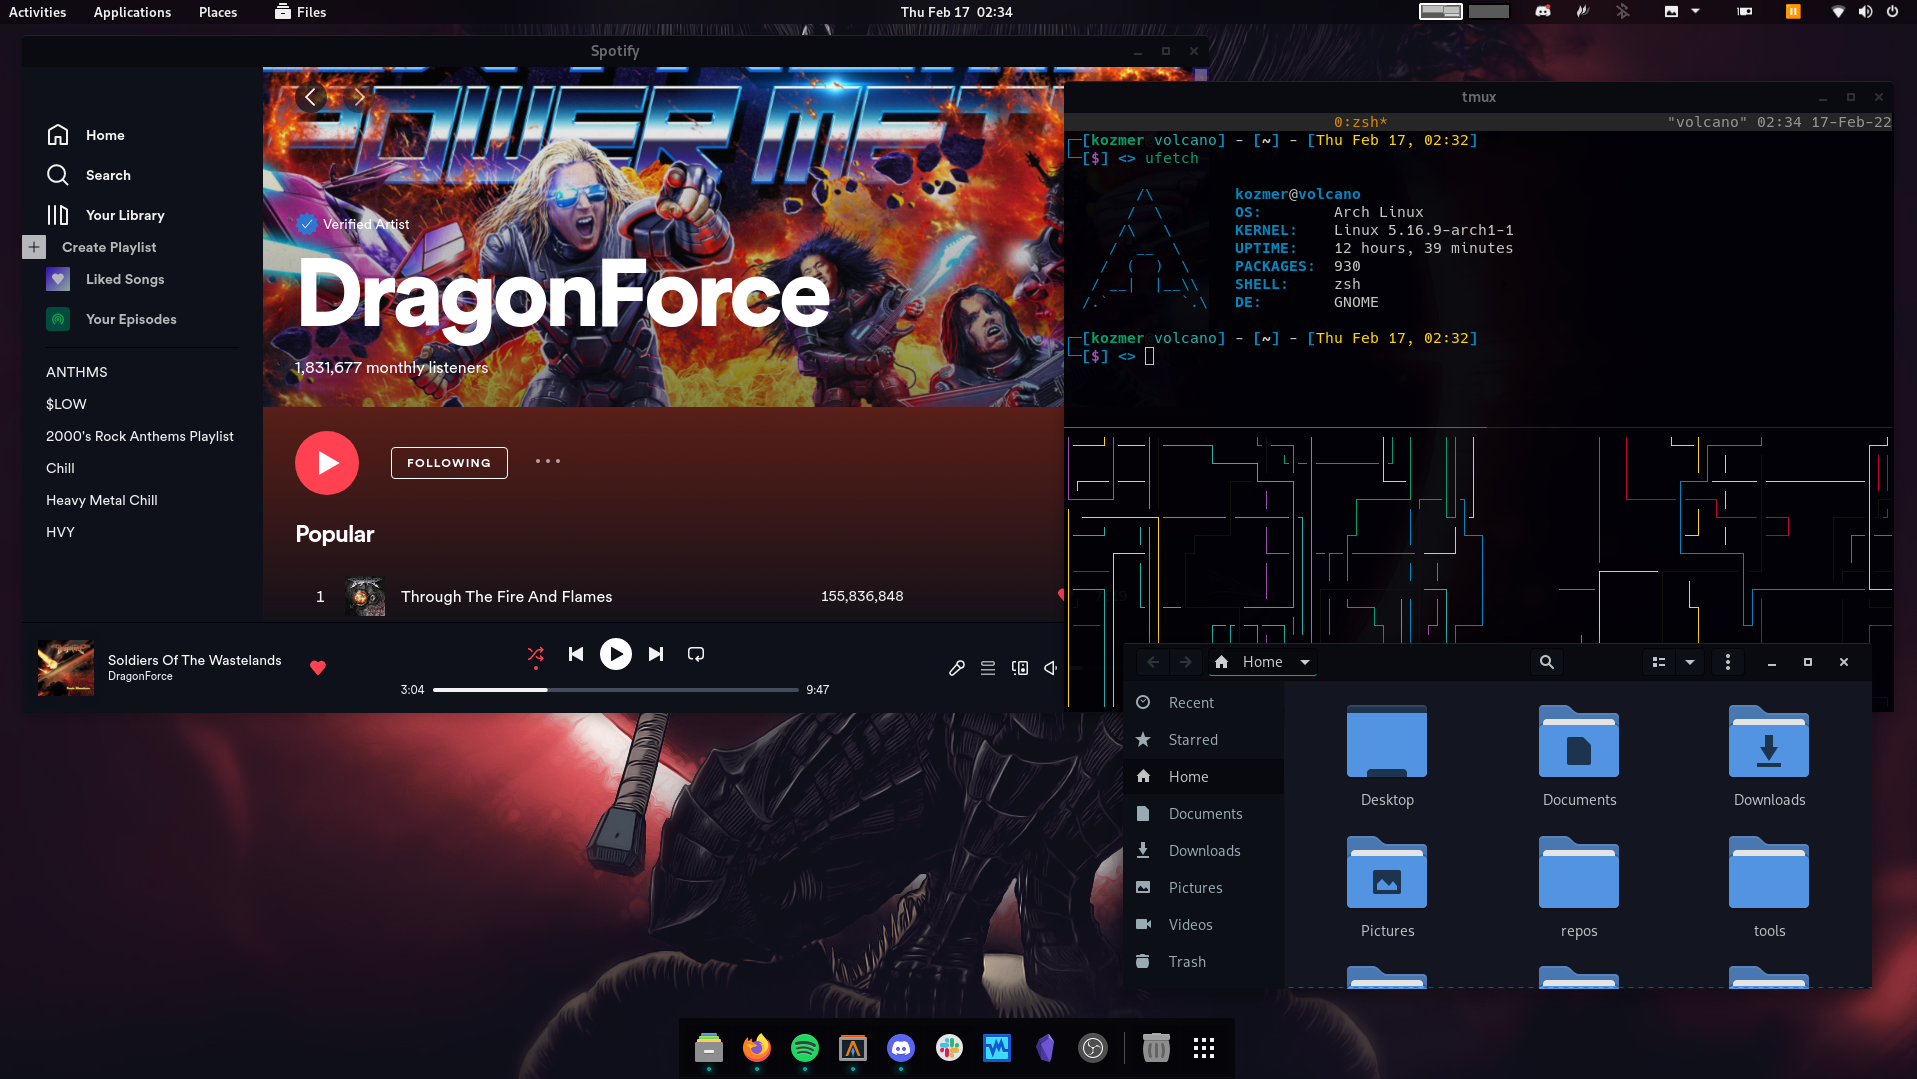 Activities Applications Places Files Thu Feb 17 02:34
Spotify
Home
Search
Your Library
Create Playlist
Liked Songs
Your Episodes
ANTHMS
$LOW
2000's Rock Anthems Playlist
Chill
Heavy Metal Chill
HVY
Verified Artist
DragonForce
1,831,677 monthly listeners
FOLLOWING
Popular
1 Through The Fire And Flames 155,836,848
Soldiers Of The Wastelands
DragonForce
3:04 9:47
tmux
0:zsh* "volcano" 02:34 17-Feb-22
[kozmer volcano] - [~] - [Thu Feb 17, 02:32]
[$] <> ufetch
kozmer@volcano
OS: Arch Linux
KERNEL: Linux 5.16.9-arch1-1
UPTIME: 12 hours, 39 minutes
PACKAGES: 930
SHELL: zsh
DE: GNOME
[kozmer volcano] - [~] - [Thu Feb 17, 02:32]
[$] <>
Home
Recent
Starred
Home
Documents
Downloads
Pictures
Videos
Trash
Desktop Documents Downloads
Pictures repos tools